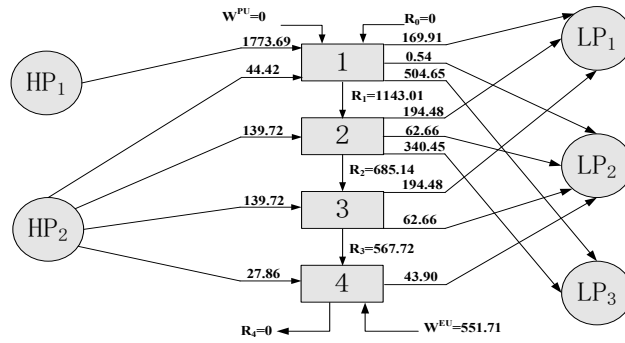 W^PU=0
R₀=0
1773.69
169.91
LP₁
1
0.54
HP₁
44.42
504.65
R₁=1143.01
194.48
139.72
2
62.66
340.45
LP₂
R₂=685.14
194.48
139.72
3
HP₂
62.66
R₃=567.72
27.86
4
43.90
LP₃
R₄=0
W^EU=551.71